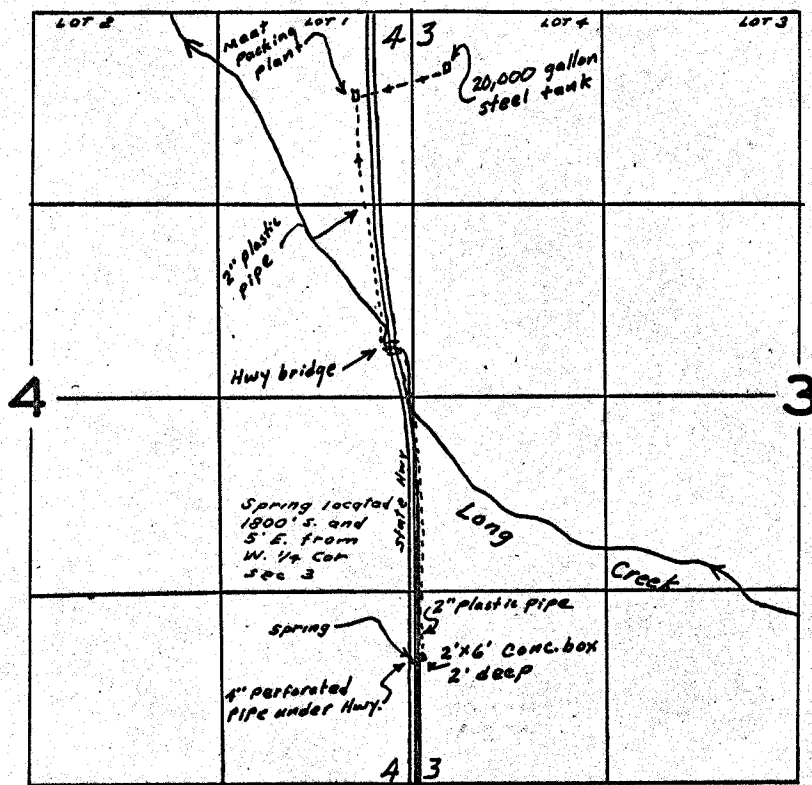 LOT 2
LOT 1
LOT 4
LOT 3
4 3
Meat
Packing
plant
20,000 gallon
steel tank
2" plastic
pipe
Hwy bridge
4
3
State Hwy
Spring located
1800' S. and
5' E. from
W. 1/4 Cor
Sec 3
Long
Creek
2" Plastic pipe
spring
2'x6' Conc. box
2' deep
4" Perforated
Pipe under Hwy.
4 3